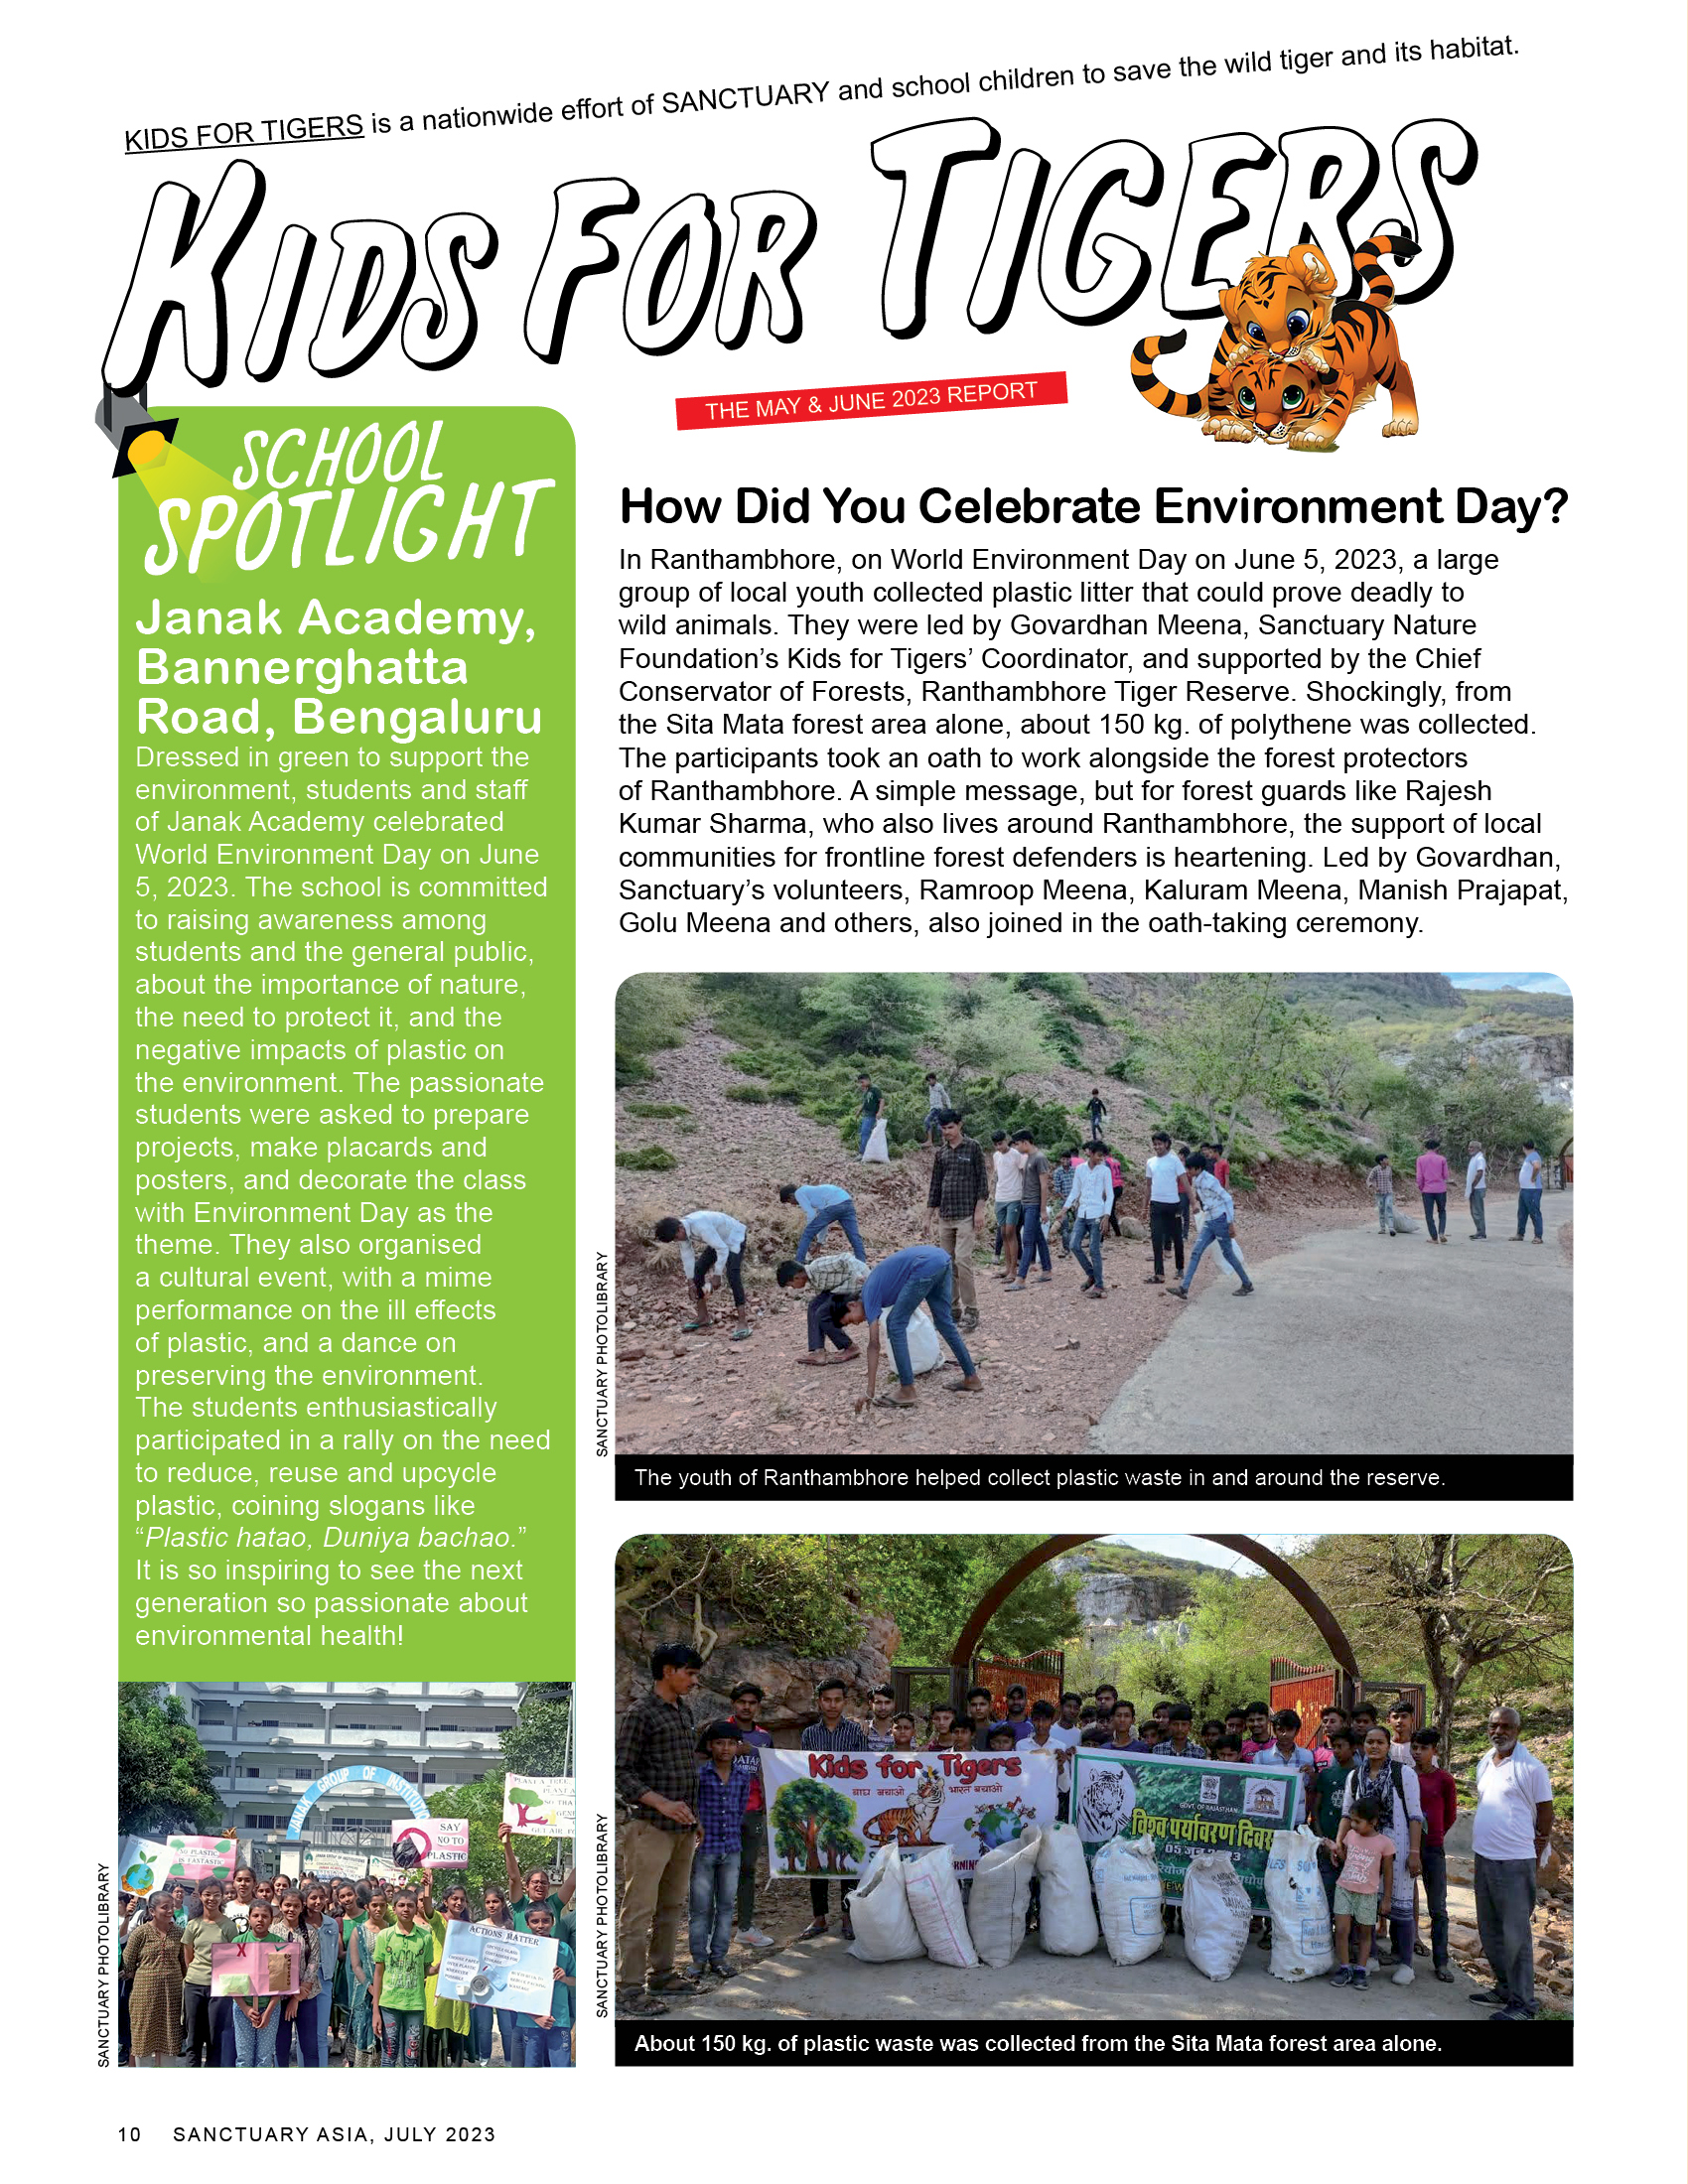 KIDS FOR TIGERS is a nationwide effort of SANCTUARY and school children to save the wild tiger and its habitat.
KIDS FOR TIGERS
THE MAY & JUNE 2023 REPORT
SCHOOL
SPOTLIGHT
Janak Academy,
Bannerghatta
Road, Bengaluru
Dressed in green to support the
environment, students and staff
of Janak Academy celebrated
World Environment Day on June
5, 2023. The school is committed
to raising awareness among
students and the general public,
about the importance of nature,
the need to protect it, and the
negative impacts of plastic on
the environment. The passionate
students were asked to prepare
projects, make placards and
posters, and decorate the class
with Environment Day as the
theme. They also organised
a cultural event, with a mime
performance on the ill effects
of plastic, and a dance on
preserving the environment.
The students enthusiastically
participated in a rally on the need
to reduce, reuse and upcycle
plastic, coining slogans like
“Plastic hatao, Duniya bachao.”
It is so inspiring to see the next
generation so passionate about
environmental health!
SANCTUARY PHOTOLIBRARY
JANAK GROUP OF
SAY
NO TO
PLASTIC
PLANT A TREE
ACTIONS MATTER
How Did You Celebrate Environment Day?
In Ranthambhore, on World Environment Day on June 5, 2023, a large
group of local youth collected plastic litter that could prove deadly to
wild animals. They were led by Govardhan Meena, Sanctuary Nature
Foundation’s Kids for Tigers’ Coordinator, and supported by the Chief
Conservator of Forests, Ranthambhore Tiger Reserve. Shockingly, from
the Sita Mata forest area alone, about 150 kg. of polythene was collected.
The participants took an oath to work alongside the forest protectors
of Ranthambhore. A simple message, but for forest guards like Rajesh
Kumar Sharma, who also lives around Ranthambhore, the support of local
communities for frontline forest defenders is heartening. Led by Govardhan,
Sanctuary’s volunteers, Ramroop Meena, Kaluram Meena, Manish Prajapat,
Golu Meena and others, also joined in the oath-taking ceremony.
SANCTUARY PHOTOLIBRARY
The youth of Ranthambhore helped collect plastic waste in and around the reserve.
SANCTUARY PHOTOLIBRARY
Kids for Tigers
बाघ बचाओ भारत बचाओ
GOVT. OF RAJASTHAN
विश्व पर्यावरण दिवस
About 150 kg. of plastic waste was collected from the Sita Mata forest area alone.
10 SANCTUARY ASIA, JULY 2023